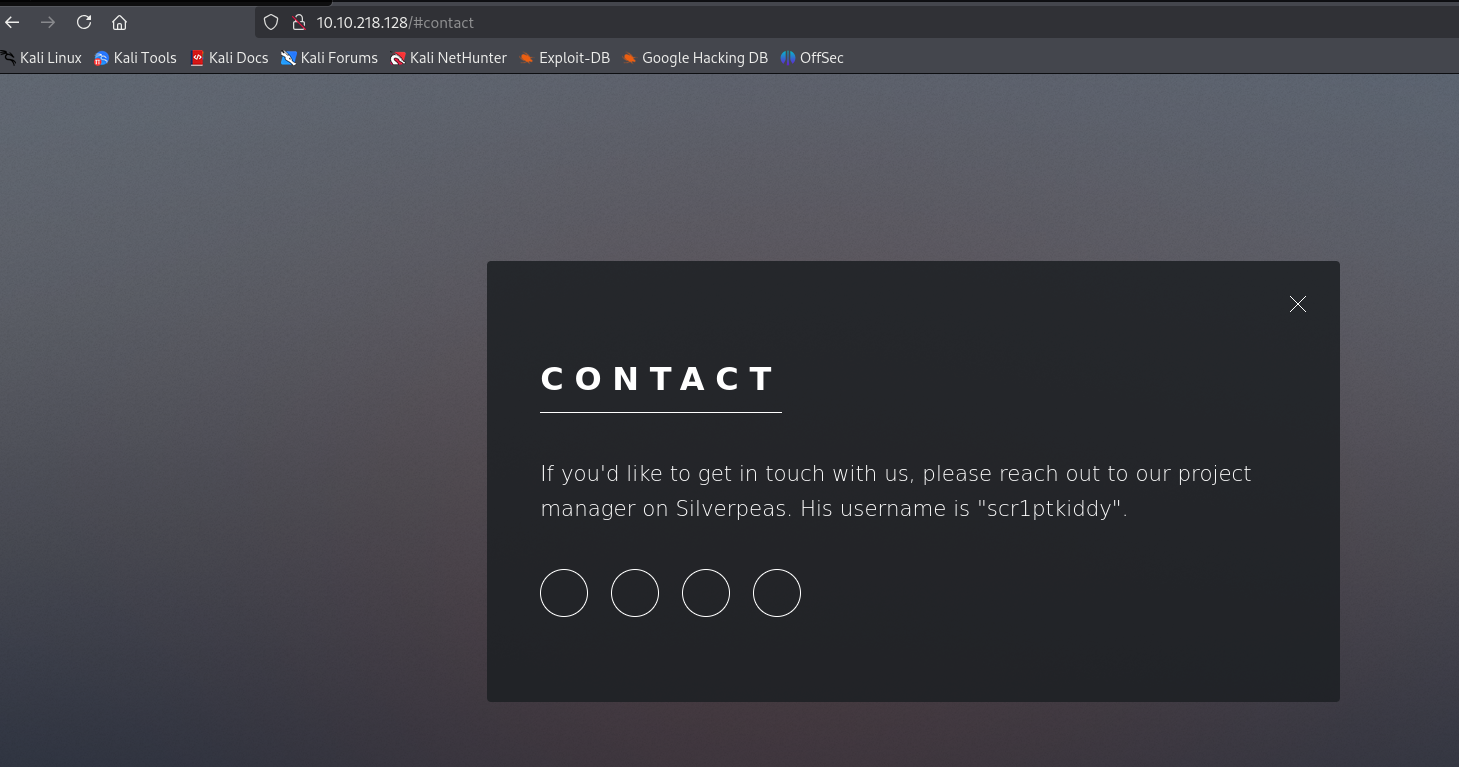 10.10.218.128/#contact
Kali Linux Kali Tools Kali Docs Kali Forums Kali NetHunter Exploit-DB Google Hacking DB OffSec
CONTACT
If you'd like to get in touch with us, please reach out to our project
manager on Silverpeas. His username is "scr1ptkiddy".